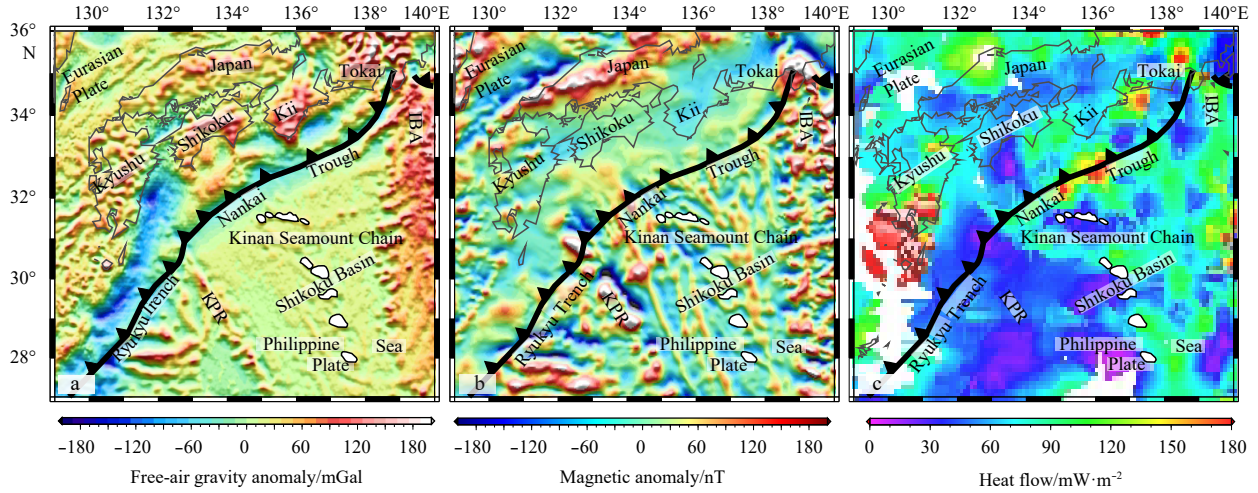 130° 132° 134° 136° 138° 140°E
130° 132° 134° 136° 138° 140°E
130° 132° 134° 136° 138° 140°E
36°
N
34°
32°
30°
28°
Eurasian
Plate
Japan
Tokai
Kii
Shikoku
Kyushu
IBA
Nankai
Trough
Kinan Seamount Chain
Shikoku Basin
Ryukyu Trench
KPR
Philippine
Sea
Plate
a
Eurasian
Plate
Japan
Tokai
Kii
Shikoku
Kyushu
IBA
Nankai
Trough
Kinan Seamount Chain
Shikoku Basin
Ryukyu Trench
KPR
Philippine
Sea
Plate
b
Eurasian
Plate
Japan
Tokai
Kii
Shikoku
Kyushu
IBA
Nankai
Trough
Kinan Seamount Chain
Shikoku Basin
Ryukyu Trench
KPR
Philippine
Sea
Plate
c
−180 −120 −60 0 60 120 180
Free-air gravity anomaly/mGal
−180 −120 −60 0 60 120 180
Magnetic anomaly/nT
0 30 60 90 120 150 180
Heat flow/mW·m⁻²